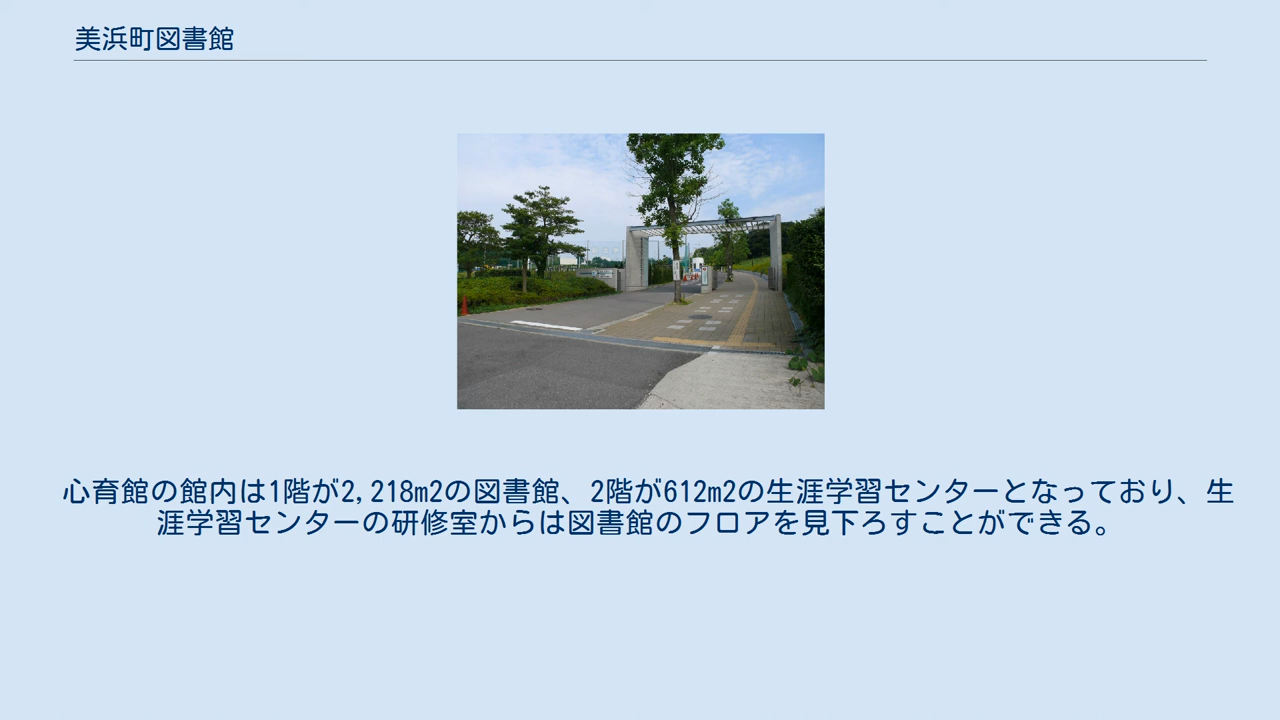 美浜町図書館
心育館の館内は1階が2,218m2の図書館、2階が612m2の生涯学習センターとなっており、生
涯学習センターの研修室からは図書館のフロアを見下ろすことができる。